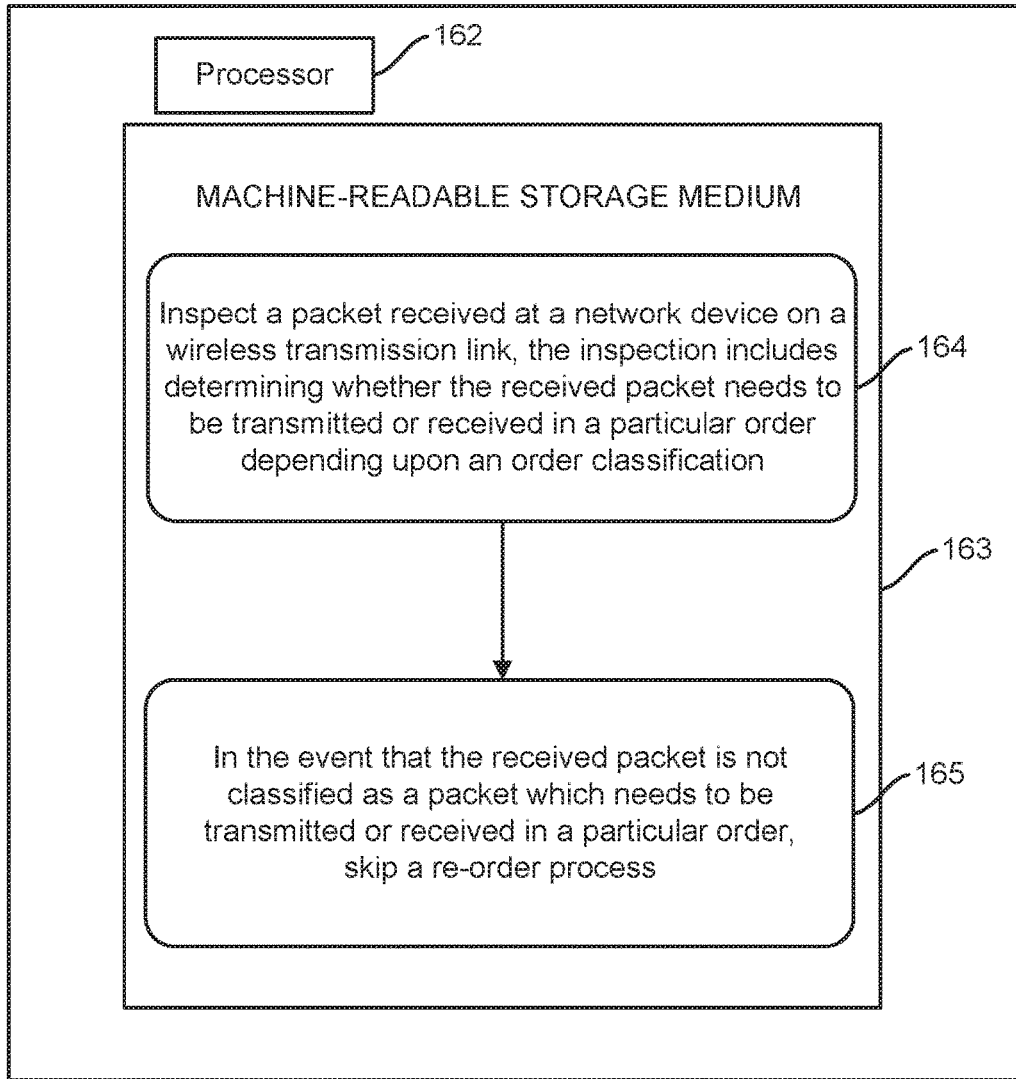 162
Processor
MACHINE-READABLE STORAGE MEDIUM
Inspect a packet received at a network device on a
wireless transmission link, the inspection includes
determining whether the received packet needs to
be transmitted or received in a particular order
depending upon an order classification
164
163
In the event that the received packet is not
classified as a packet which needs to be
transmitted or received in a particular order,
skip a re-order process
165